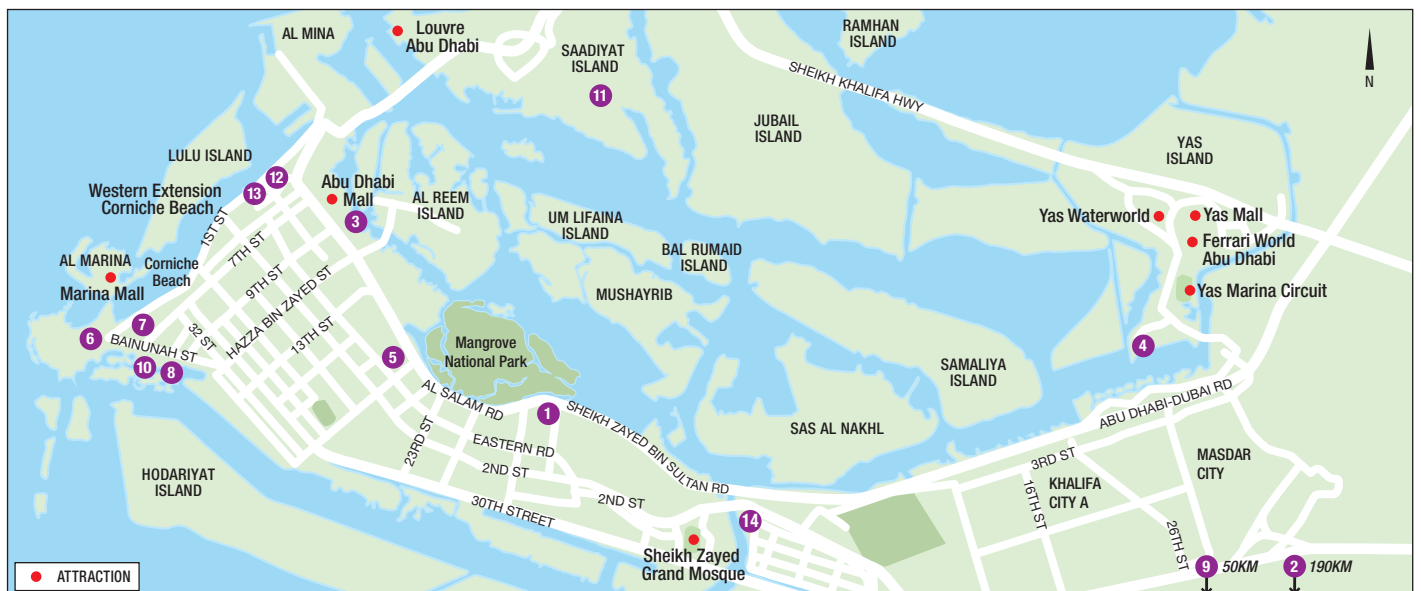 AL MINA
Louvre
Abu Dhabi
SAADIYAT
ISLAND
11
RAMHAN
ISLAND
SHEIKH KHALIFA HWY
N
JUBAIL
ISLAND
YAS
ISLAND
LULU ISLAND
12
13
Western Extension
Corniche Beach
Abu Dhabi
Mall
3
AL REEM
ISLAND
UM LIFAINA
ISLAND
BAL RUMAID
ISLAND
MUSHAYRIB
Yas Waterworld
Yas Mall
Ferrari World
Abu Dhabi
Yas Marina Circuit
1ST ST
7TH ST
9TH ST
HAZZA BIN ZAYED ST
13TH ST
32 ST
AL MARINA
Marina Mall
Corniche
Beach
6
7
BAINUNAH ST
10
8
5
Mangrove
National Park
4
SAMALIYA
ISLAND
AL SALAM RD
1
SHEIKH ZAYED BIN SULTAN RD
SAS AL NAKHL
ABU DHABI-DUBAI RD
23RD ST
EASTERN RD
2ND ST
2ND ST
30TH STREET
HODARIYAT
ISLAND
3RD ST
16TH ST
KHALIFA
CITY A
26TH ST
MASDAR
CITY
14
Sheikh Zayed
Grand Mosque
9 50KM
2 190KM
ATTRACTION